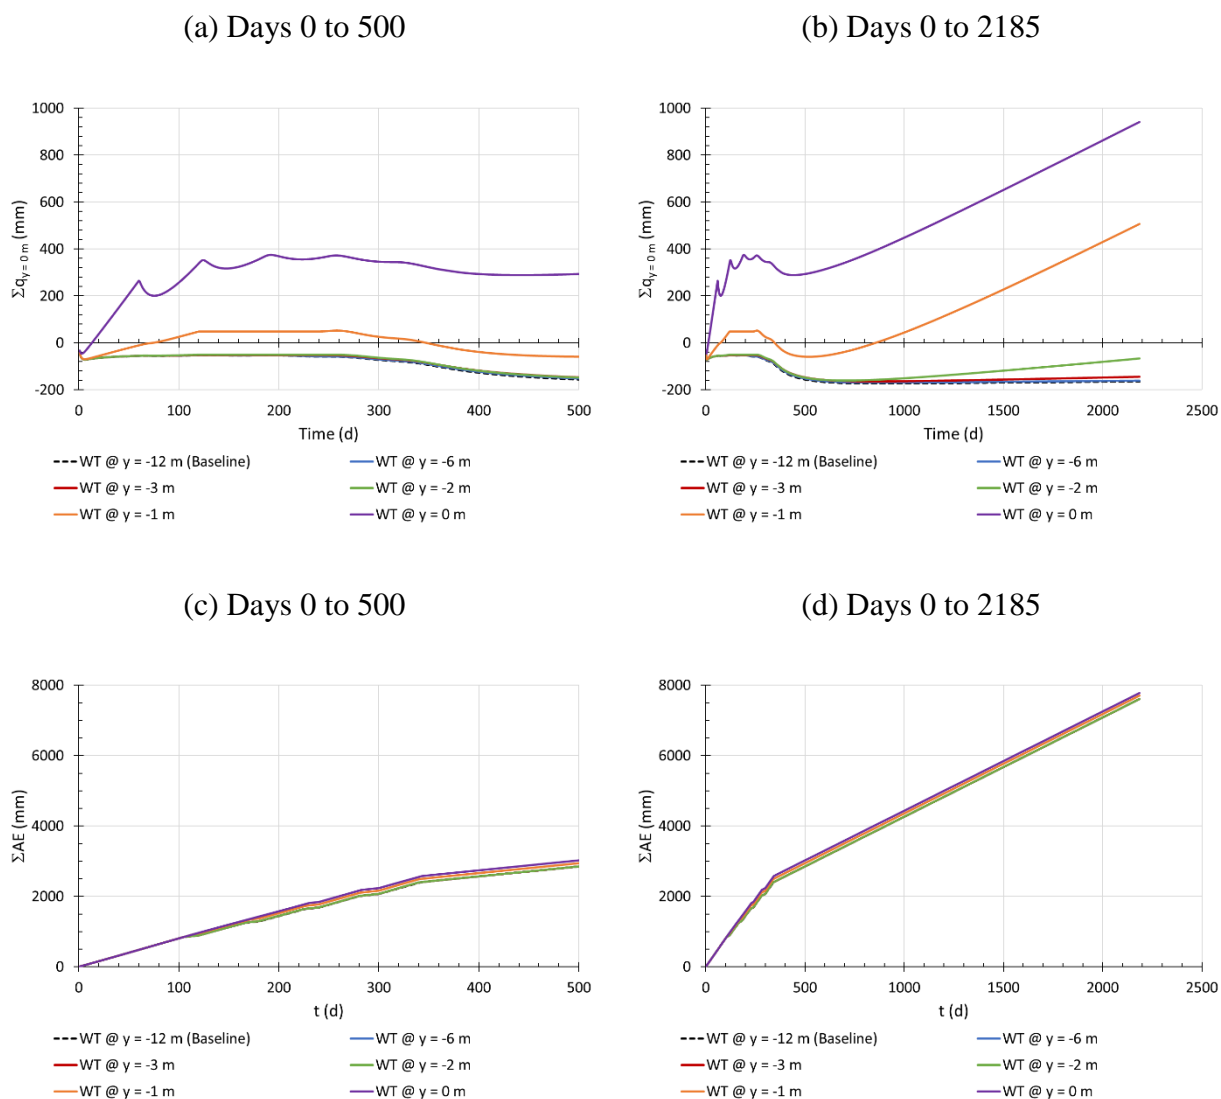 (a) Days 0 to 500
(b) Days 0 to 2185
1000
800
600
400
200
0
-200
0
100
200
300
400
500
Σq_y = 0 m (mm)
Time (d)
WT @ y = -12 m (Baseline)
WT @ y = -6 m
WT @ y = -3 m
WT @ y = -2 m
WT @ y = -1 m
WT @ y = 0 m
1000
800
600
400
200
0
-200
0
500
1000
1500
2000
2500
Σq_y = 0 m (mm)
Time (d)
WT @ y = -12 m (Baseline)
WT @ y = -6 m
WT @ y = -3 m
WT @ y = -2 m
WT @ y = -1 m
WT @ y = 0 m
(c) Days 0 to 500
(d) Days 0 to 2185
8000
6000
4000
2000
0
0
100
200
300
400
500
ΣAE (mm)
t (d)
WT @ y = -12 m (Baseline)
WT @ y = -6 m
WT @ y = -3 m
WT @ y = -2 m
WT @ y = -1 m
WT @ y = 0 m
8000
6000
4000
2000
0
0
500
1000
1500
2000
2500
ΣAE (mm)
t (d)
WT @ y = -12 m (Baseline)
WT @ y = -6 m
WT @ y = -3 m
WT @ y = -2 m
WT @ y = -1 m
WT @ y = 0 m